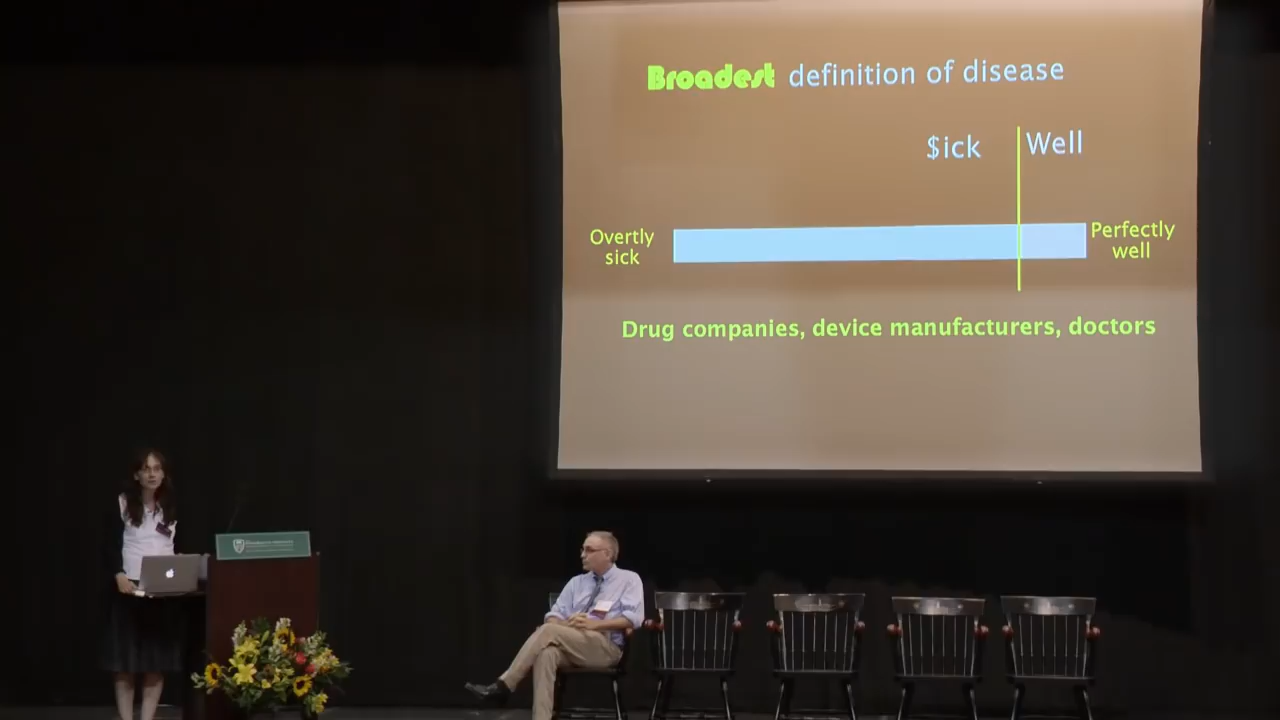 Broadest definition of disease
$ick Well
Overtly
sick
Perfectly
well
Drug companies, device manufacturers, doctors